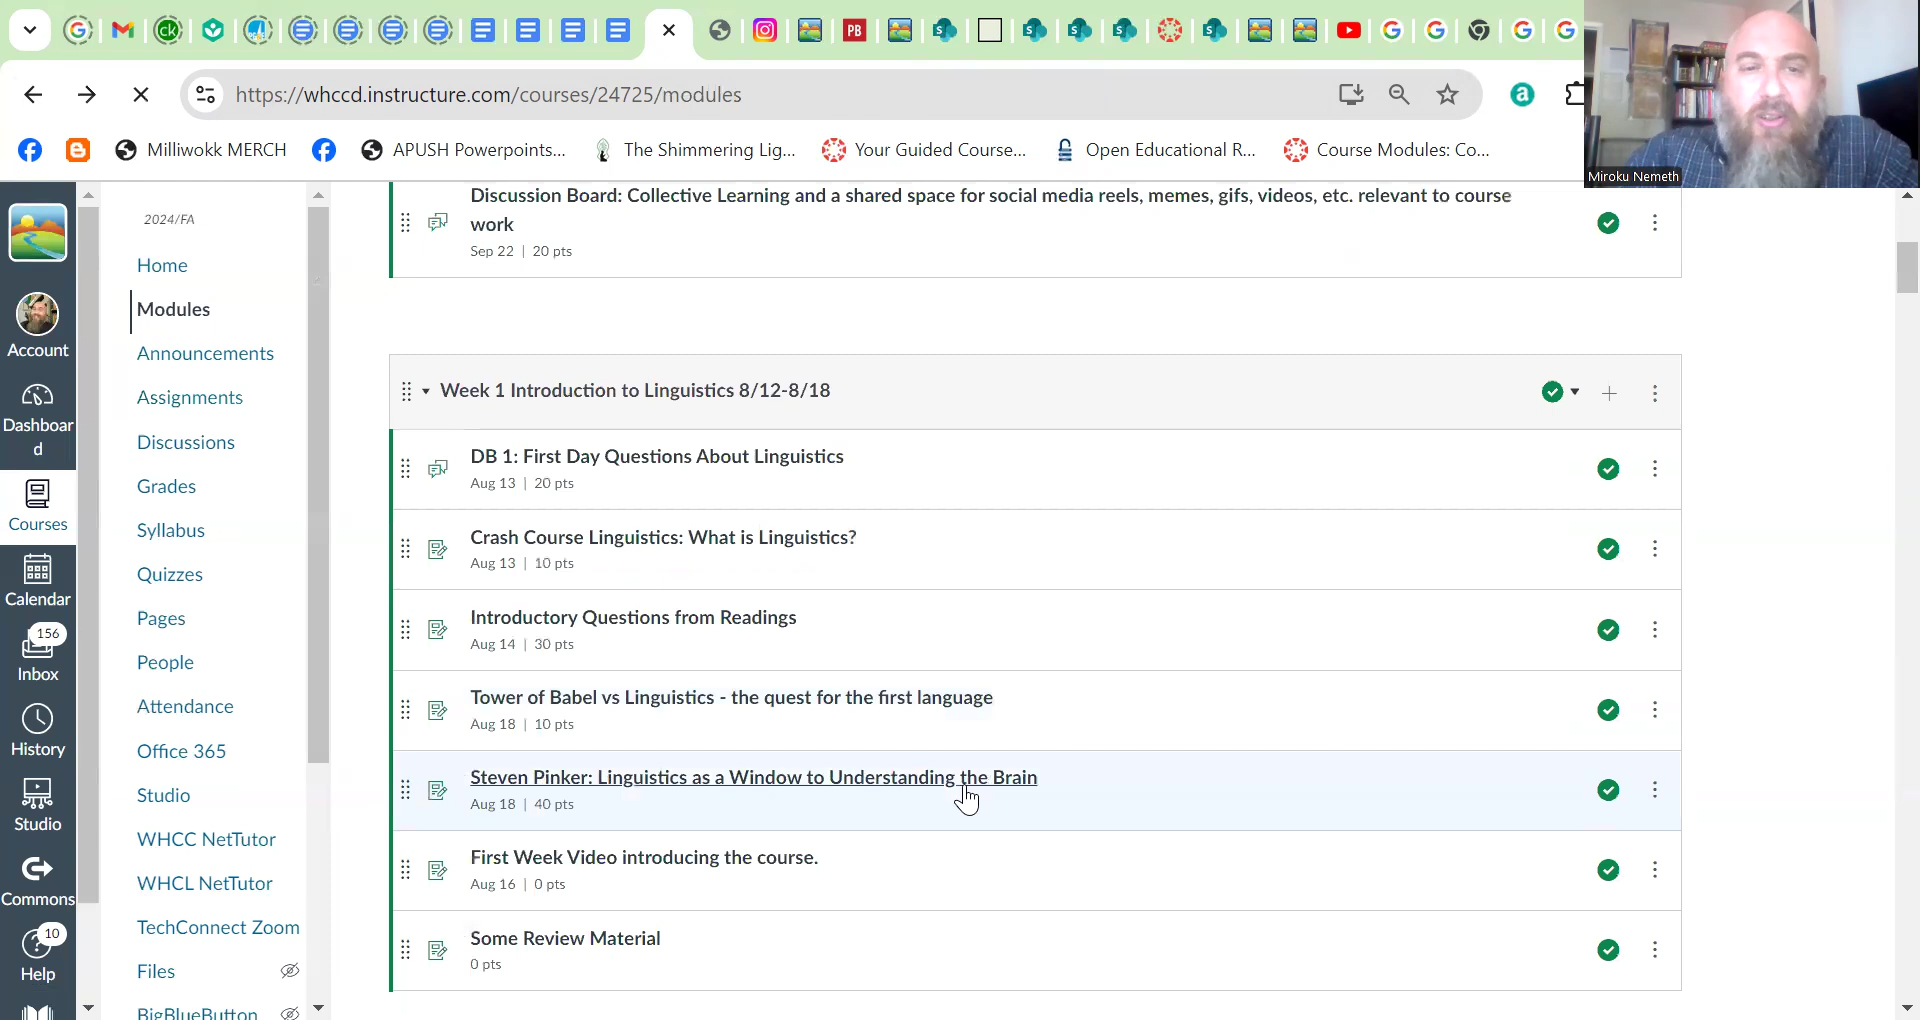 https://whccd.instructure.com/courses/24725/modules
Milliwokk MERCH
APUSH Powerpoints...
The Shimmering Lig...
Your Guided Course...
Open Educational R...
Course Modules: Co...
Miroku Nemeth
Account
Dashboar
d
Courses
Calendar
156
Inbox
History
Studio
Commons
10
Help
2024/FA
Home
Modules
Announcements
Assignments
Discussions
Grades
Syllabus
Quizzes
Pages
People
Attendance
Office 365
Studio
WHCC NetTutor
WHCL NetTutor
TechConnect Zoom
Files
BigBlueButton
Discussion Board: Collective Learning and a shared space for social media reels, memes, gifs, videos, etc. relevant to course
work
Sep 22 | 20 pts
Week 1 Introduction to Linguistics 8/12-8/18
DB 1: First Day Questions About Linguistics
Aug 13 | 20 pts
Crash Course Linguistics: What is Linguistics?
Aug 13 | 10 pts
Introductory Questions from Readings
Aug 14 | 30 pts
Tower of Babel vs Linguistics - the quest for the first language
Aug 18 | 10 pts
Steven Pinker: Linguistics as a Window to Understanding the Brain
Aug 18 | 40 pts
First Week Video introducing the course.
Aug 16 | 0 pts
Some Review Material
0 pts